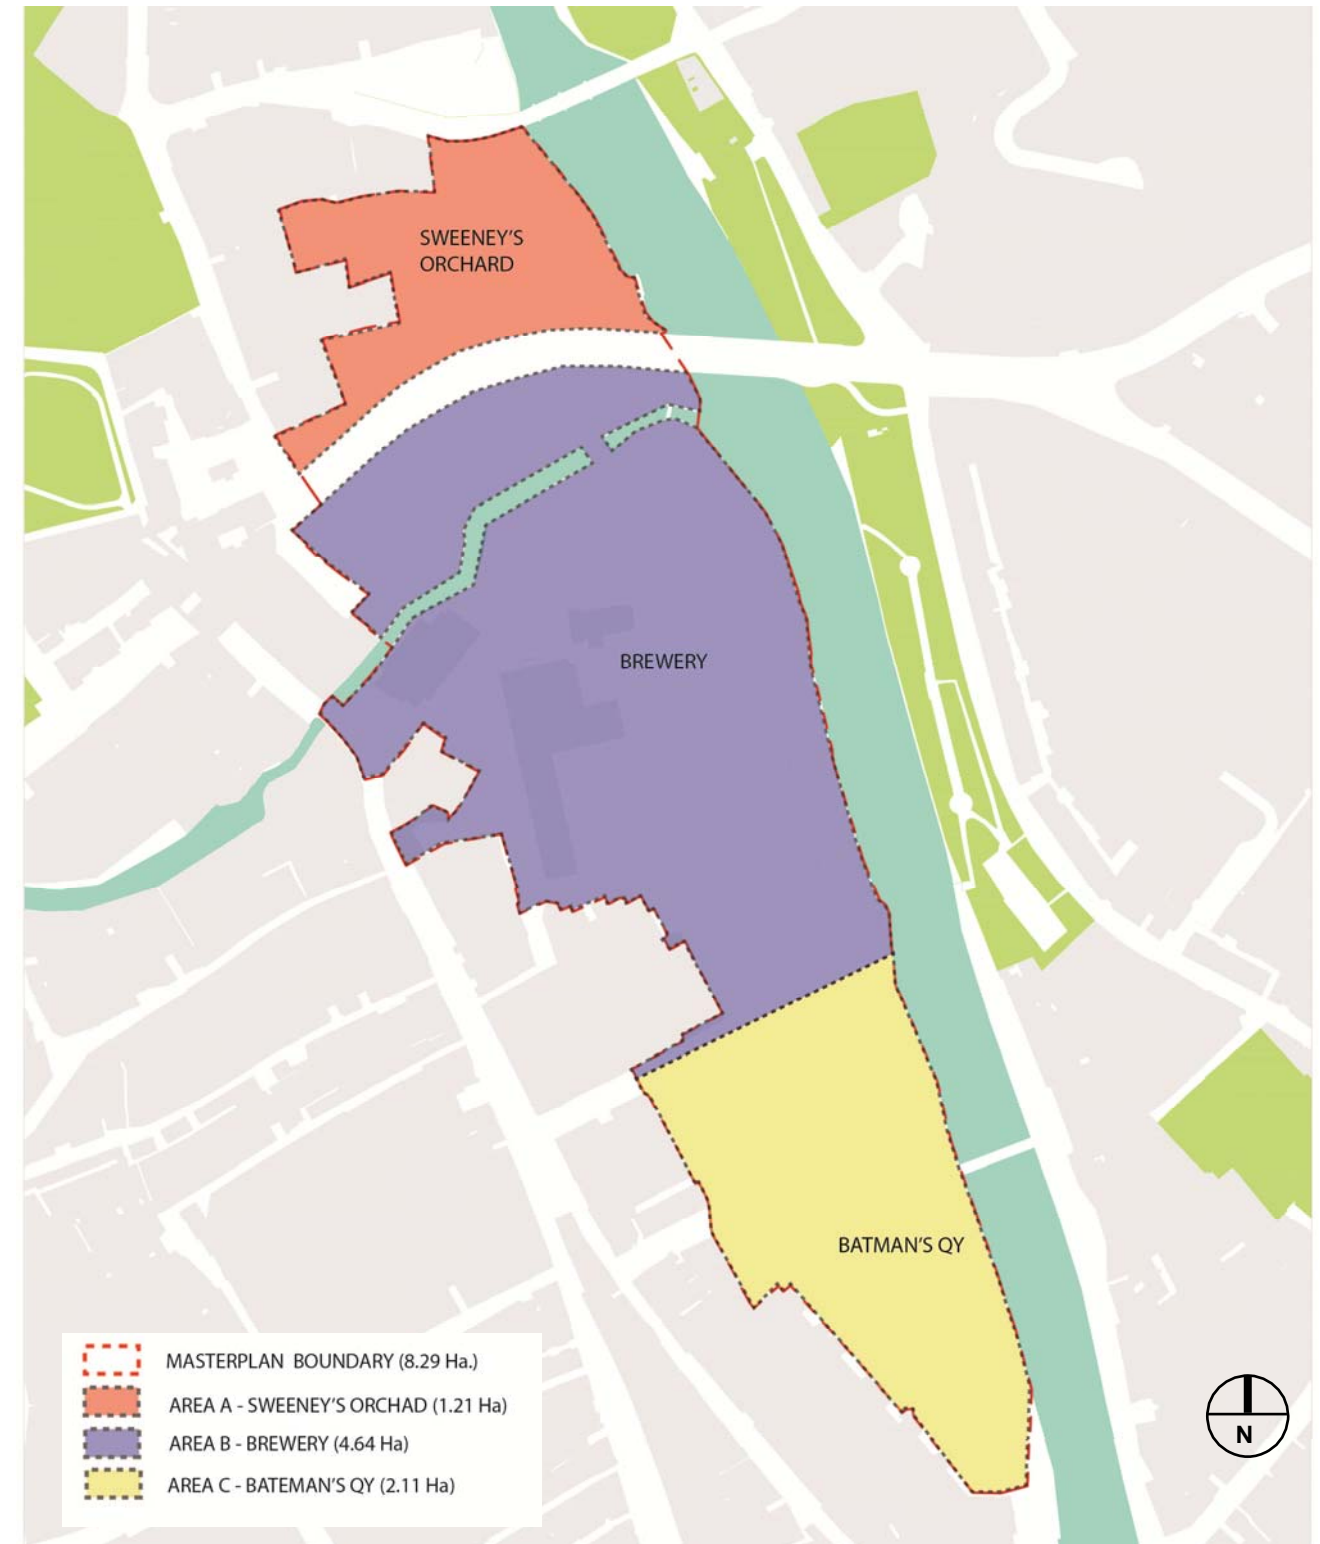 SWEENEY'S
ORCHARD
BREWERY
BATMAN'S QY
MASTERPLAN BOUNDARY (8.29 Ha.)
AREA A - SWEENEY'S ORCHAD (1.21 Ha)
AREA B - BREWERY (4.64 Ha)
AREA C - BATEMAN'S QY (2.11 Ha)
N